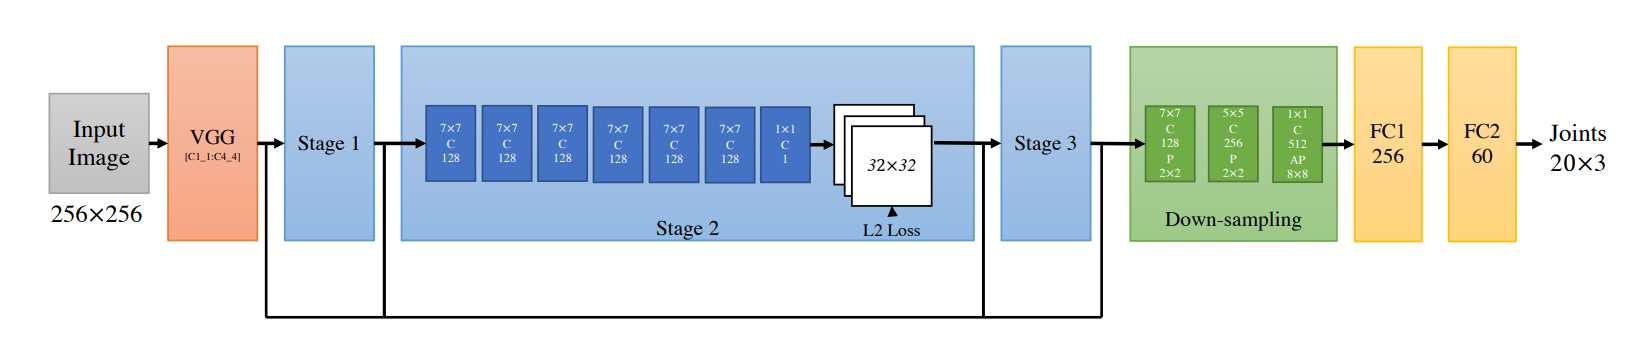 Input
Image
256×256
VGG
[C1_1:C4_4]
Stage 1
7×7
C
128
7×7
C
128
7×7
C
128
7×7
C
128
7×7
C
128
7×7
C
128
1×1
C
1
32×32
L2 Loss
Stage 2
Stage 3
7×7
C
128
P
2×2
5×5
C
256
P
2×2
1×1
C
512
AP
8×8
Down-sampling
FC1
256
FC2
60
Joints
20×3